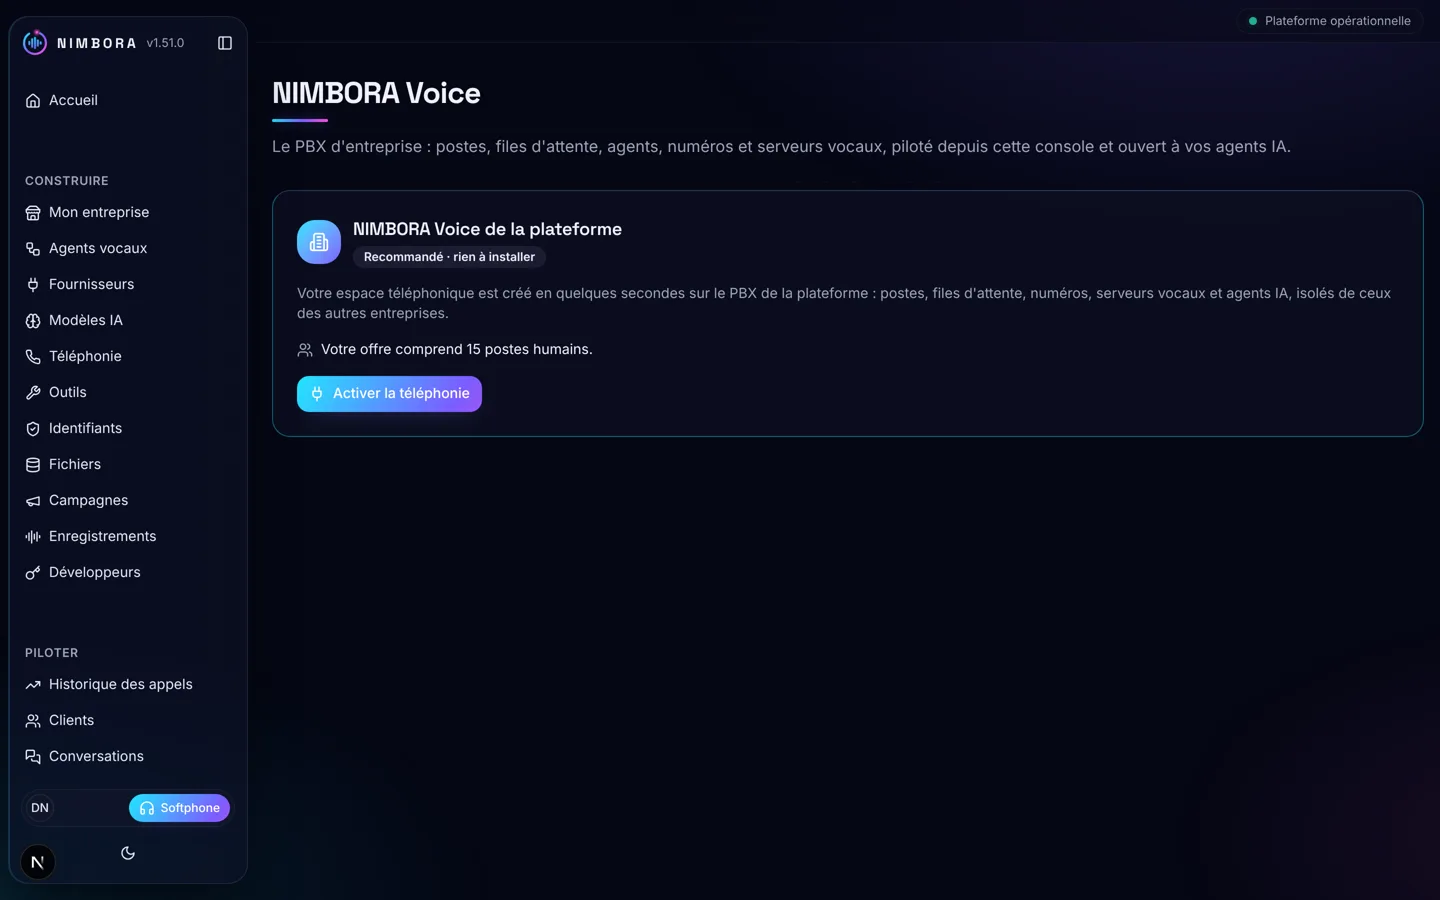 NIMBORA v1.51.0
Accueil
CONSTRUIRE
Mon entreprise
Agents vocaux
Fournisseurs
Modèles IA
Téléphonie
Outils
Identifiants
Fichiers
Campagnes
Enregistrements
Développeurs
PILOTER
Historique des appels
Clients
Conversations
DN
Softphone
N
Plateforme opérationnelle
NIMBORA Voice
Le PBX d'entreprise : postes, files d'attente, agents, numéros et serveurs vocaux, piloté depuis cette console et ouvert à vos agents IA.
NIMBORA Voice de la plateforme
Recommandé · rien à installer
Votre espace téléphonique est créé en quelques secondes sur le PBX de la plateforme : postes, files d'attente, numéros, serveurs vocaux et agents IA, isolés de ceux
des autres entreprises.
Votre offre comprend 15 postes humains.
Activer la téléphonie